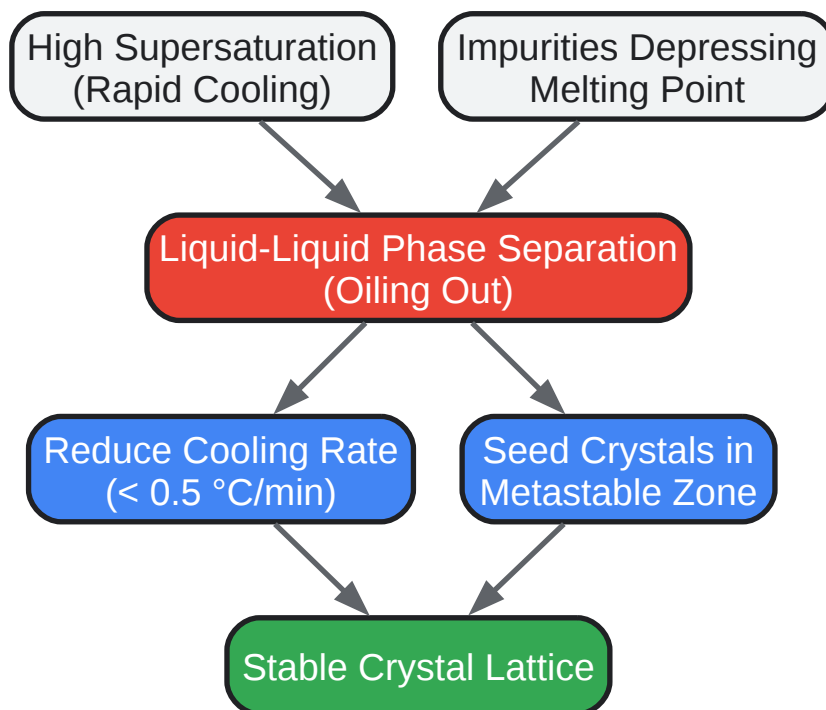 High Supersaturation
(Rapid Cooling)
Impurities Depressing
Melting Point
Liquid-Liquid Phase Separation
(Oiling Out)
Reduce Cooling Rate
(< 0.5 °C/min)
Seed Crystals in
Metastable Zone
Stable Crystal Lattice